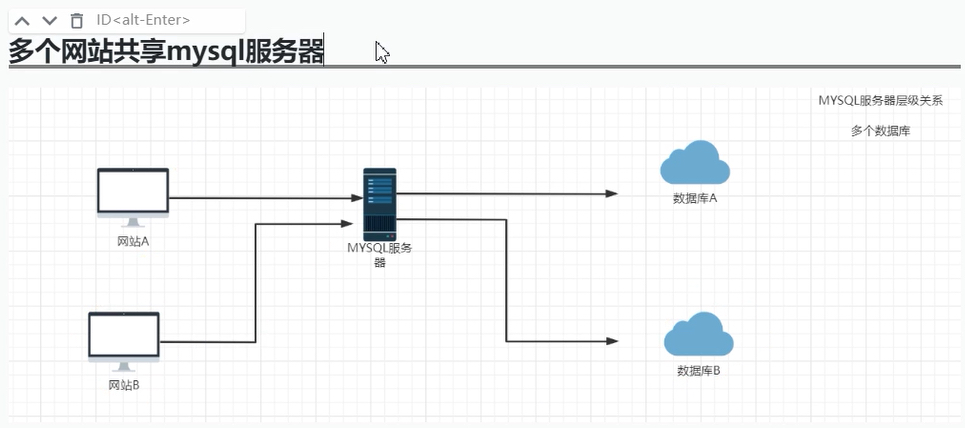 ID<alt-Enter>
多个网站共享mysql服务器
MYSQL服务器层级关系
多个数据库
网站A
MYSQL服务
器
数据库A
网站B
数据库B